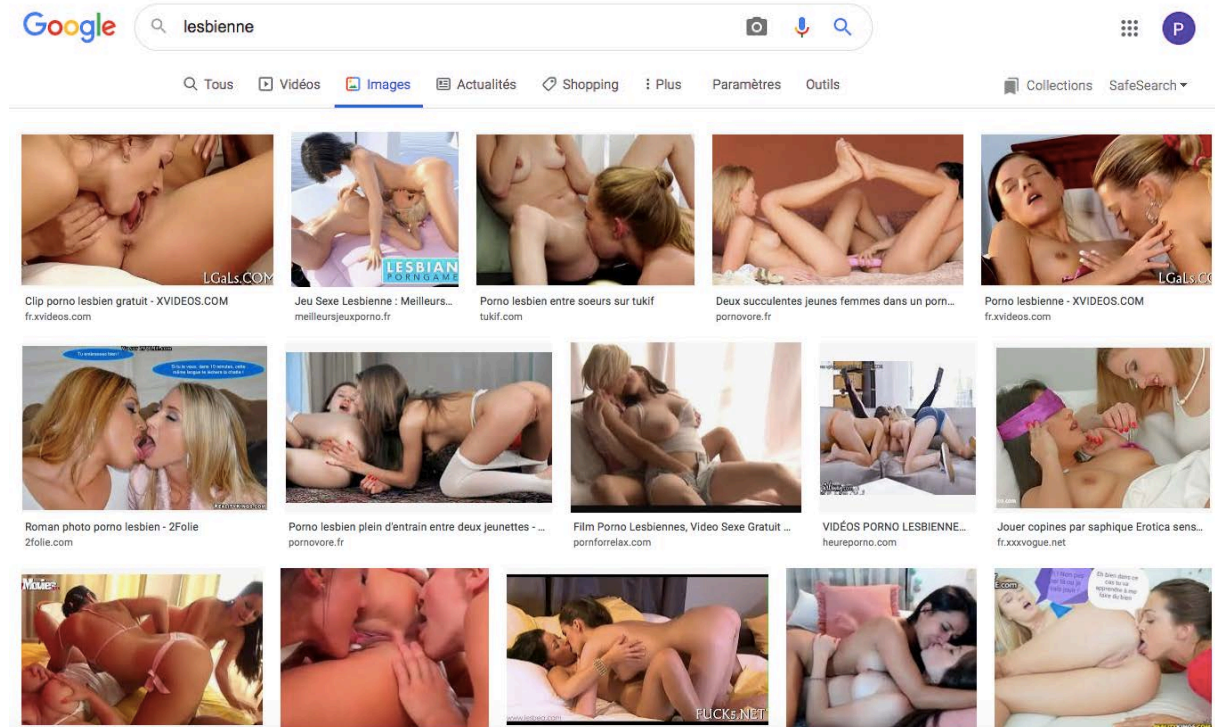 Google
lesbienne
P
Tous Vidéos Images Actualités Shopping Plus Paramètres Outils Collections SafeSearch
LGaLs.COM
LESBIAN
PORNGAME
LGaLs.CO
Clip porno lesbien gratuit - XVIDEOS.COM
fr.xvideos.com
Jeu Sexe Lesbienne : Meilleurs...
meilleursjeuxporno.fr
Porno lesbien entre soeurs sur tukif
tukif.com
Deux succulentes jeunes femmes dans un porn...
pornovore.fr
Porno lesbienne - XVIDEOS.COM
fr.xvideos.com
Roman photo porno lesbien - 2Folie
2folie.com
Porno lesbien plein d'entrain entre deux jeunettes - ...
pornovore.fr
Film Porno Lesbiennes, Video Sexe Gratuit ...
pornforrelax.com
VIDÉOS PORNO LESBIENNE...
heureporno.com
Jouer copines par saphique Erotica sens...
fr.xxxvogue.net
Movies
FUCKs.NET
E.com